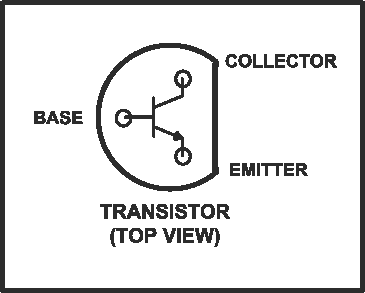 COLLECTOR
BASE
EMITTER
TRANSISTOR
(TOP VIEW)